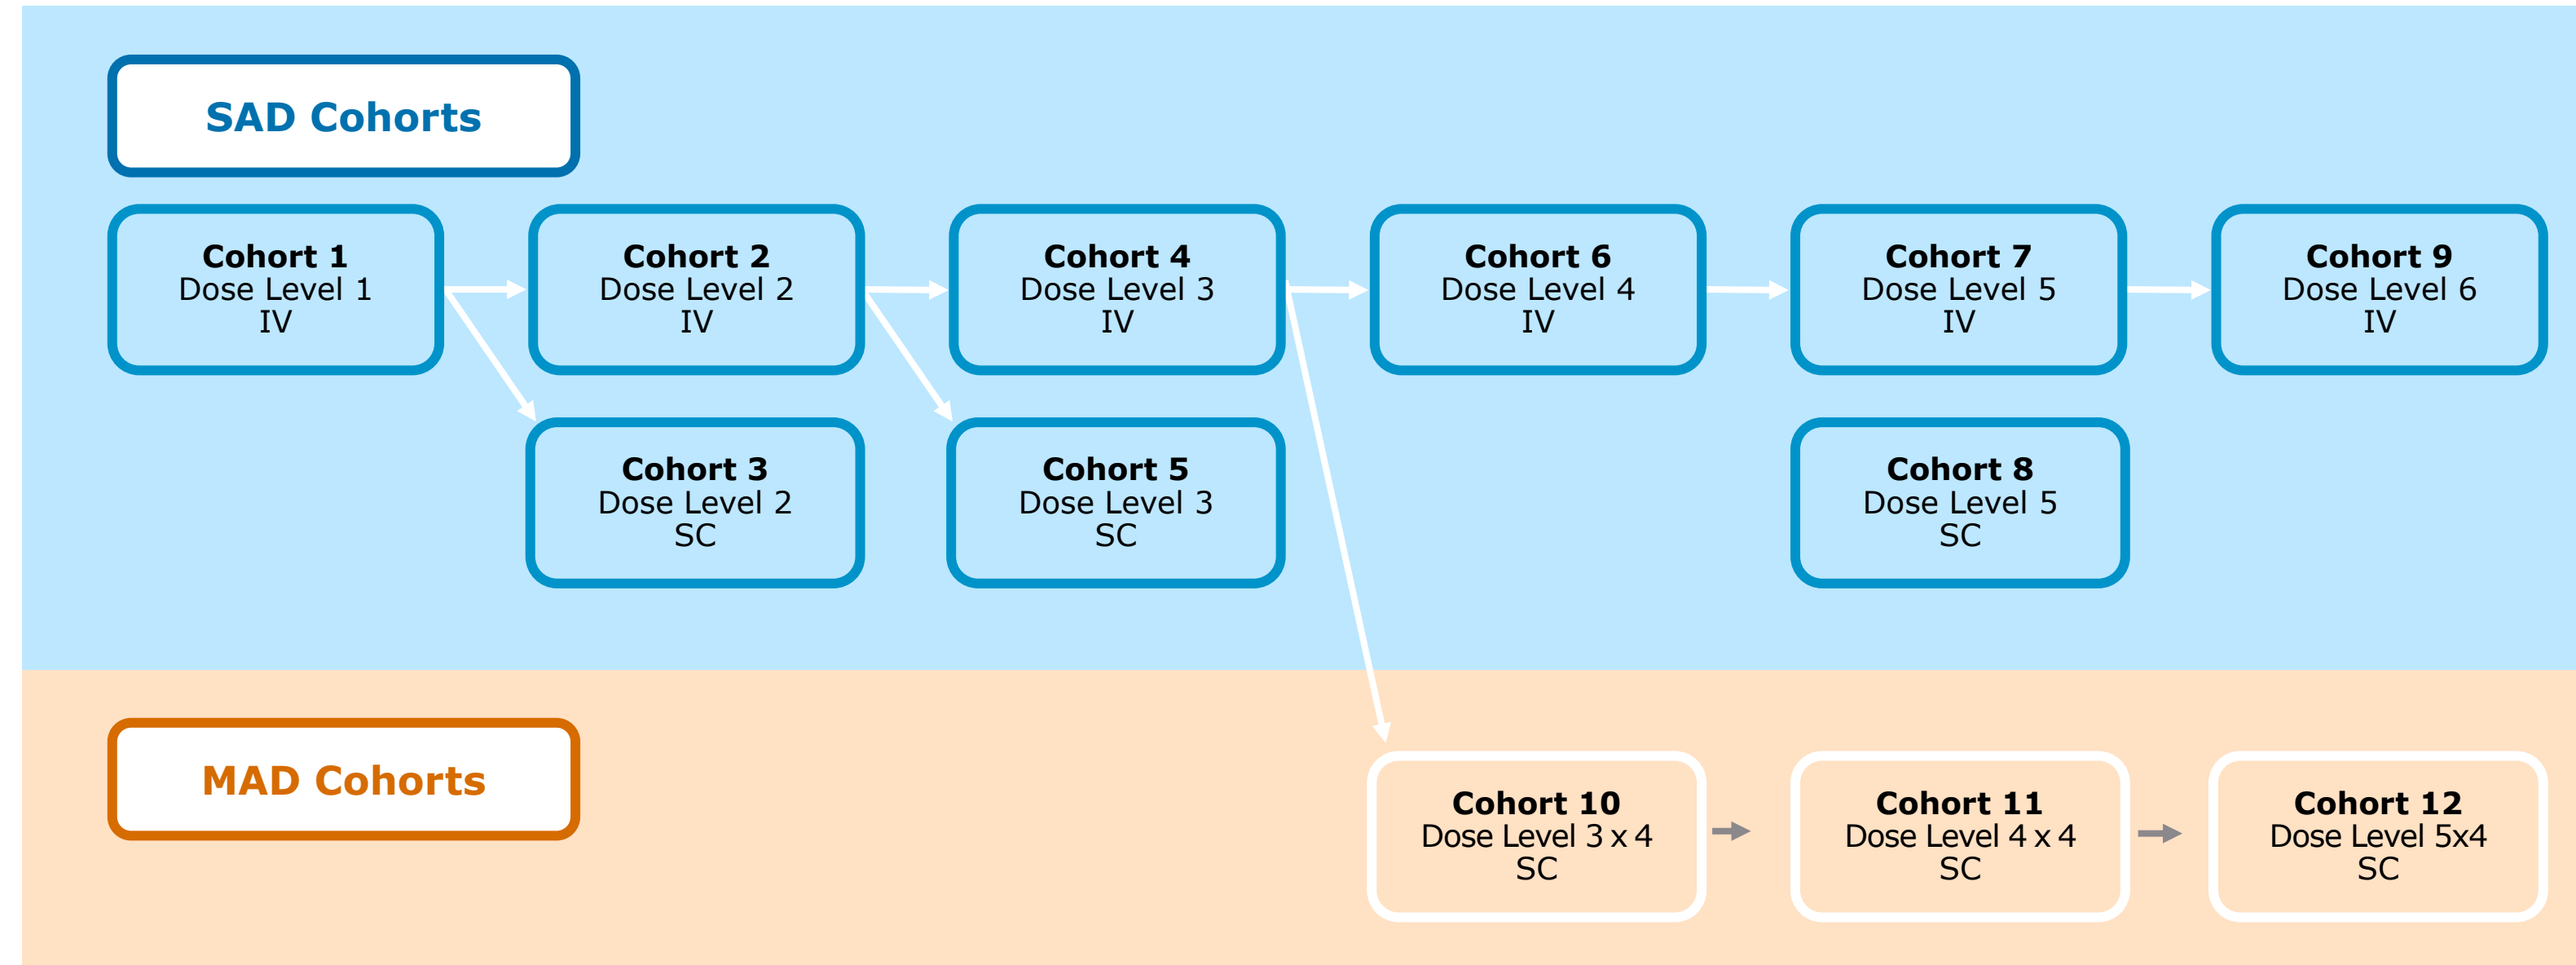 SAD Cohorts
Cohort 1
Dose Level 1
IV
Cohort 2
Dose Level 2
IV
Cohort 4
Dose Level 3
IV
Cohort 6
Dose Level 4
IV
Cohort 7
Dose Level 5
IV
Cohort 9
Dose Level 6
IV
Cohort 3
Dose Level 2
SC
Cohort 5
Dose Level 3
SC
Cohort 8
Dose Level 5
SC
MAD Cohorts
Cohort 10
Dose Level 3 x 4
SC
Cohort 11
Dose Level 4 x 4
SC
Cohort 12
Dose Level 5x4
SC